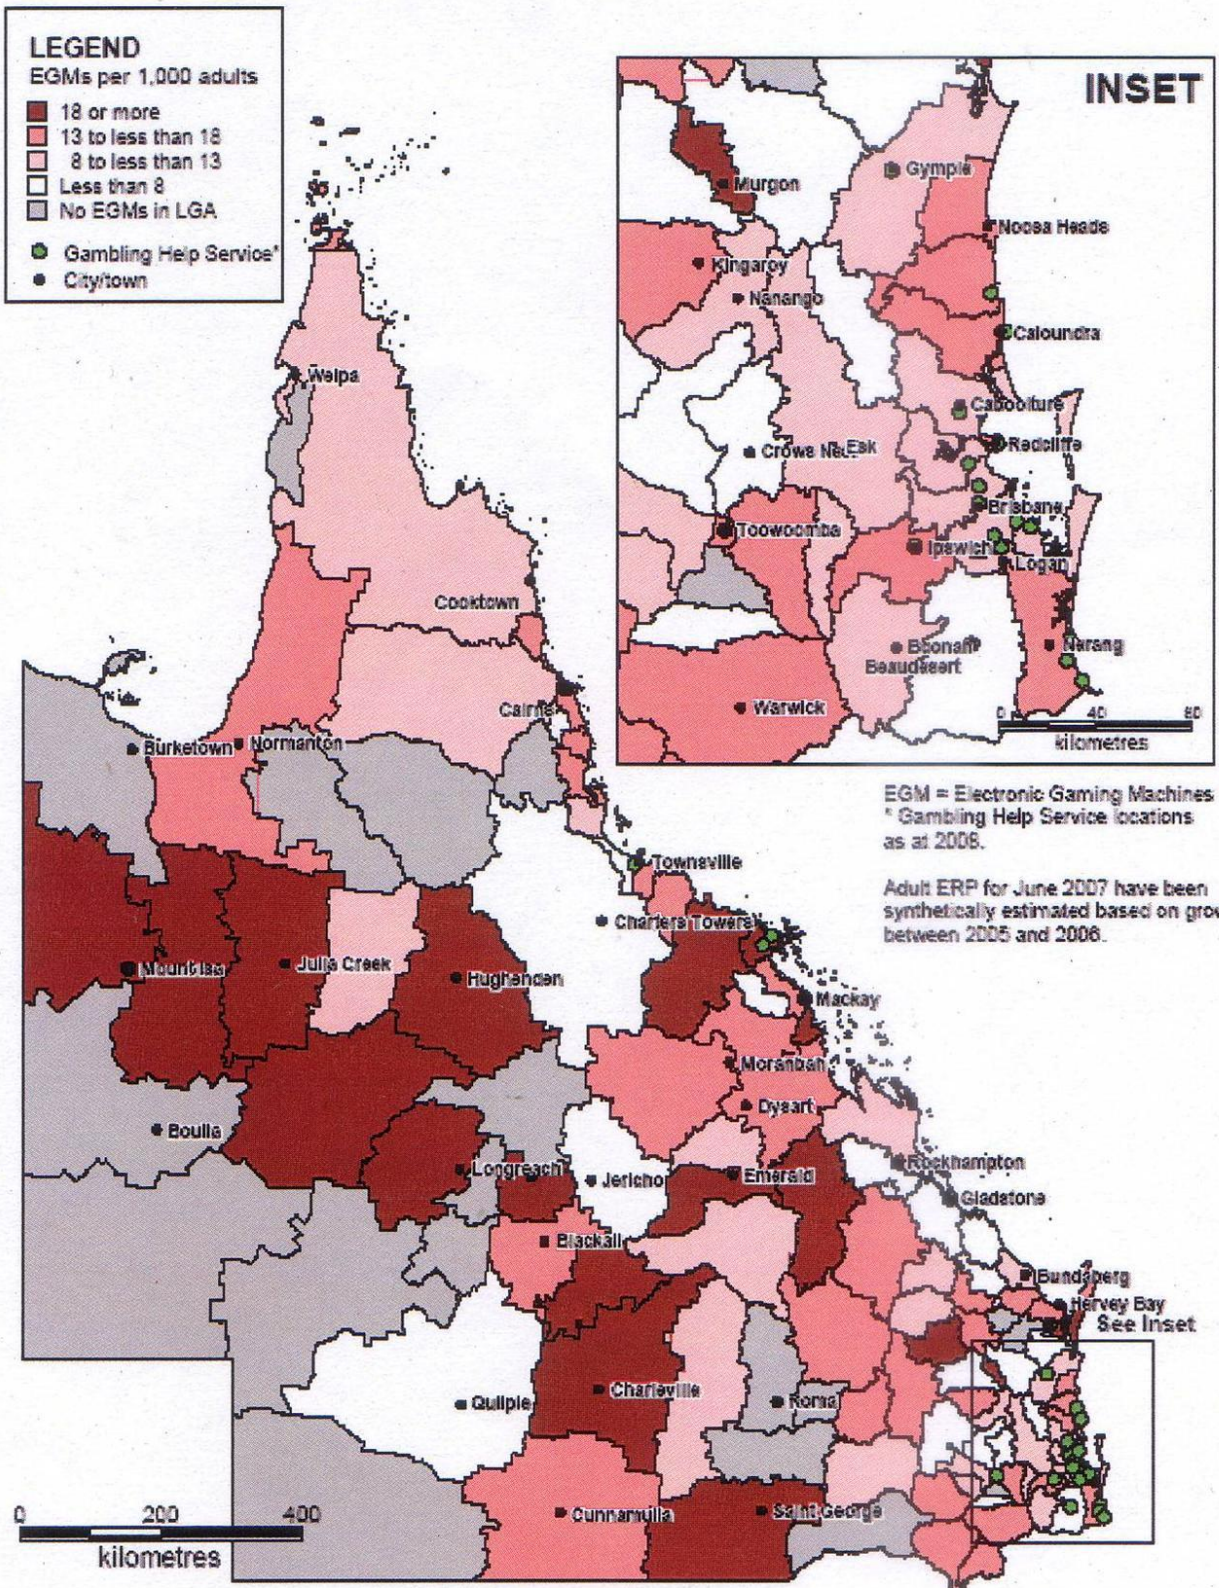 LEGEND
EGMs per 1,000 adults
18 or more
13 to less than 18
8 to less than 13
Less than 8
No EGMs in LGA
Gambling Help Service*
City/town
INSET
Gympie
Murgon
Noosa Heads
Kingaroy
Nanango
Caloundra
Caboolture
Redcliffe
Crows Nest
Esk
Brisbane
Toowoomba
Ipswich
Logan
Boonah
Beaudesert
Nerang
Warwick
0 40 80
kilometres
EGM = Electronic Gaming Machines
* Gambling Help Service locations
as at 2008.
Adult ERP for June 2007 have been
synthetically estimated based on grow
between 2005 and 2006.
Weipa
Cooktown
Cairns
Burketown
Normanton
Townsville
Charters Towers
Mount Isa
Julia Creek
Hughenden
Mackay
Moranbah
Dysart
Boulia
Longreach
Jericho
Emerald
Rockhampton
Gladstone
Blackall
Bundaberg
Hervey Bay
See Inset
Quilpie
Charleville
Roma
Cunnamulla
Saint George
0 200 400
kilometres